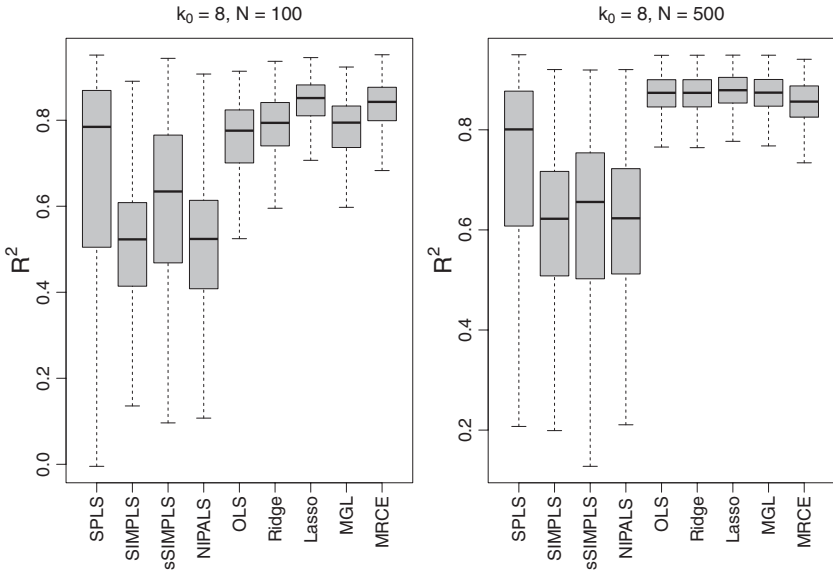 k₀ = 8, N = 100
R²
0.0
0.2
0.4
0.6
0.8
SPLS
SIMPLS
sSIMPLS
NIPALS
OLS
Ridge
Lasso
MGL
MRCE
k₀ = 8, N = 500
R²
0.2
0.4
0.6
0.8
SPLS
SIMPLS
sSIMPLS
NIPALS
OLS
Ridge
Lasso
MGL
MRCE